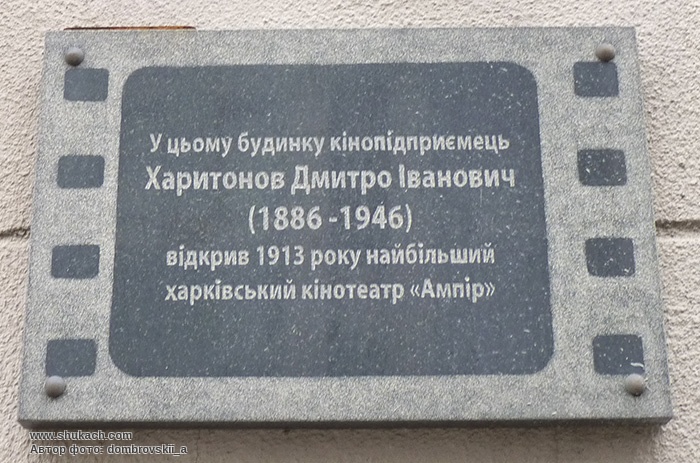 У цьому будинку кінопідприємець
Харитонов Дмитро Іванович
(1886 -1946)
відкрив 1913 року найбільший
харківський кінотеатр «Ампір»
www.shukach.com
Автор фото: dombrovskii_a